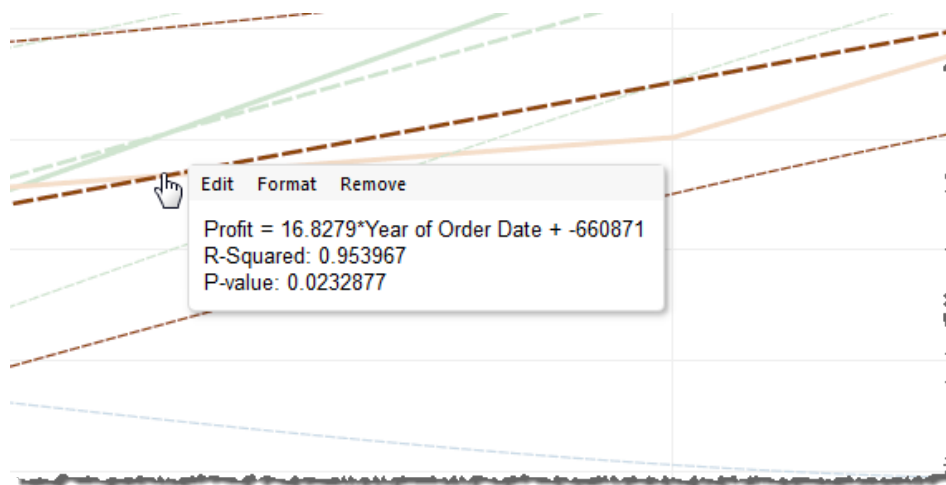 Edit Format Remove
Profit = 16.8279*Year of Order Date + -660871
R-Squared: 0.953967
P-value: 0.0232877